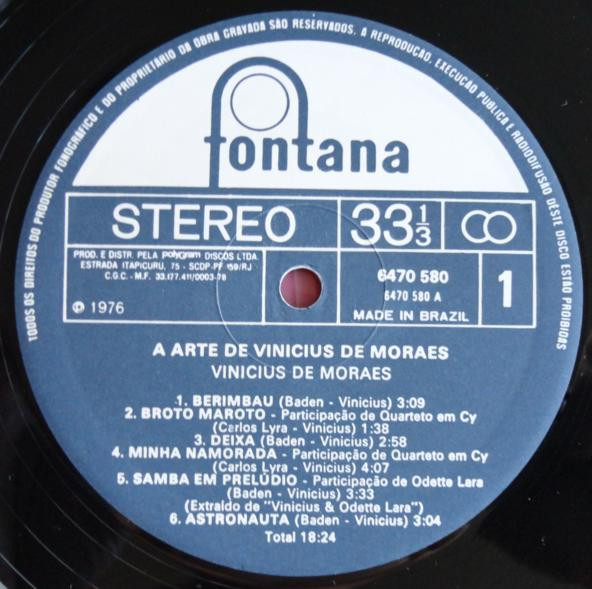 TODOS OS DIREITOS DO PRODUTOR FONOGRÁFICO E DO PROPRIETÁRIO DA OBRA GRAVADA SÃO RESERVADOS. A REPRODUÇÃO, EXECUÇÃO PÚBLICA E RADIODIFUSÃO DESTE DISCO ESTÃO PROIBIDAS
fontana
STEREO
33 1/3
PROD. E DISTR. PELA polygram DISCOS LTDA.
ESTRADA ITAPICURU, 75 - SCDP-PF 159/RJ
C.G.C. - M.F. 33.177.411/0003-76
℗ 1976
6470 580
6470 580 A
MADE IN BRAZIL
1
A ARTE DE VINICIUS DE MORAES
VINICIUS DE MORAES
1. BERIMBAU (Baden - Vinicius) 3:09
2. BROTO MAROTO - Participação de Quarteto em Cy
(Carlos Lyra - Vinicius) 1:38
3. DEIXA (Baden - Vinicius) 2:58
4. MINHA NAMORADA - Participação de Quarteto em Cy
(Carlos Lyra - Vinicius) 4:07
5. SAMBA EM PRELÚDIO - Participação de Odette Lara
(Baden - Vinicius) 3:33
(Extraído de "Vinicius & Odette Lara")
6. ASTRONAUTA (Baden - Vinicius) 3:04
Total 18:24